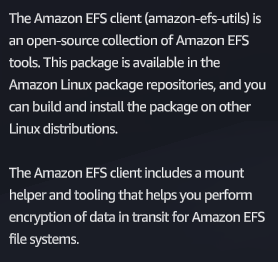 The Amazon EFS client (amazon-efs-utils) is
an open-source collection of Amazon EFS
tools. This package is available in the
Amazon Linux package repositories, and you
can build and install the package on other
Linux distributions.
The Amazon EFS client includes a mount
helper and tooling that helps you perform
encryption of data in transit for Amazon EFS
file systems.